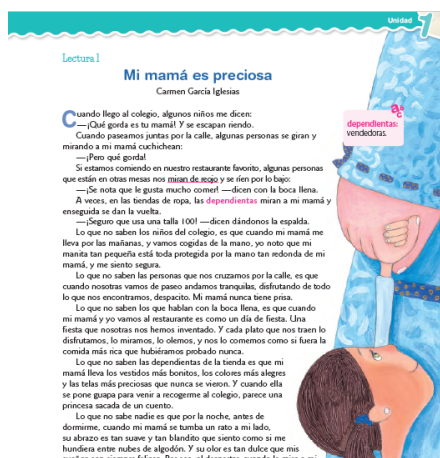 Unidad 1
Lectura 1
Mi mamá es preciosa
Carmen García Iglesias
Cuando llego al colegio, algunos niños me dicen:
—¡Qué gorda es tu mamá! Y se escapan riendo.
Cuando paseamos juntas por la calle, algunas personas se giran y
mirando a mi mamá cuchichean:
—¡Pero qué gorda!
Si estamos comiendo en nuestro restaurante favorito, algunas personas
que están en otras mesas nos miran de reojo y se ríen por lo bajo:
—¡Se nota que le gusta mucho comer! —dicen con la boca llena.
A veces, en las tiendas de ropa, las dependientas miran a mi mamá y
enseguida se dan la vuelta.
—¡Seguro que usa una talla 100! —dicen dándonos la espalda.
Lo que no saben los niños del colegio, es que cuando mi mamá me
lleva por las mañanas, y vamos cogidas de la mano, yo noto que mi
manita tan pequeña está toda protegida por la mano tan redonda de mi
mamá, y me siento segura.
Lo que no saben las personas que nos cruzamos por la calle, es que
cuando nosotras vamos de paseo andamos tranquilas, disfrutando de todo
lo que nos encontramos, despacito. Mi mamá nunca tiene prisa.
Lo que no saben los que hablan con la boca llena, es que cuando
mi mamá y yo vamos al restaurante es como un día de fiesta. Una
fiesta que nosotras nos hemos inventado. Y cada plato que nos traen lo
disfrutamos, lo miramos, lo olemos, y nos lo comemos como si fuera la
comida más rica que hubiéramos probado nunca.
Lo que no saben las dependientas de la tienda es que mi
mamá lleva los vestidos más bonitos, los colores más alegres
y las telas más preciosas que nunca se vieron. Y cuando ella
se pone guapa para venir a recogerme al colegio, parece una
princesa sacada de un cuento.
Lo que no sabe nadie es que por la noche, antes de
dormirme, cuando mi mamá se tumba un rato a mi lado,
su abrazo es tan suave y tan blandito que siento como si me
hundiera entre nubes de algodón. Y su olor es tan dulce que mis
abc
dependientas:
vendedoras.